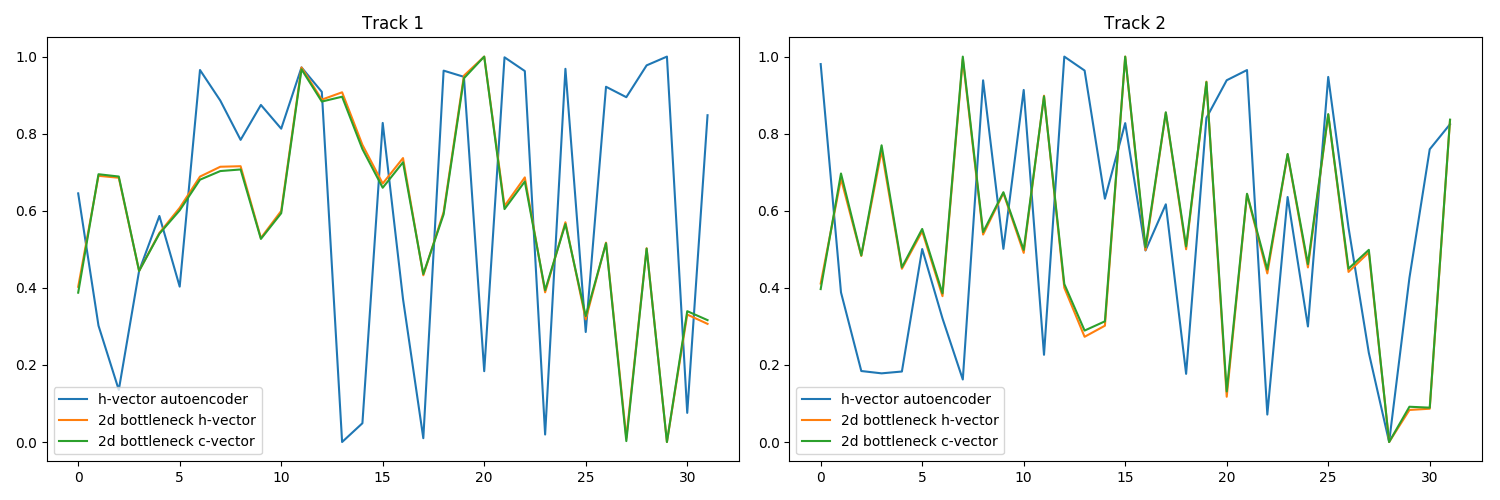 Track 1
1.0
0.8
0.6
0.4
0.2
0.0
h-vector autoencoder
2d bottleneck h-vector
2d bottleneck c-vector
0 5 10 15 20 25 30
Track 2
1.0
0.8
0.6
0.4
0.2
0.0
h-vector autoencoder
2d bottleneck h-vector
2d bottleneck c-vector
0 5 10 15 20 25 30